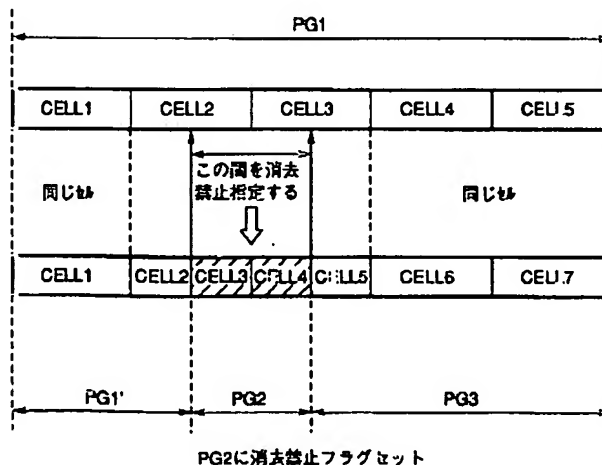 PG1
CELL1 CELL2 CELL3 CELL4 CELL5
この間を消去
禁止指定する
同じセル 同じセル
CELL1 CELL2 CELL3 CELL4 CELL5 CELL6 CELL7
PG1' PG2 PG3
PG2に消去禁止フラグセット